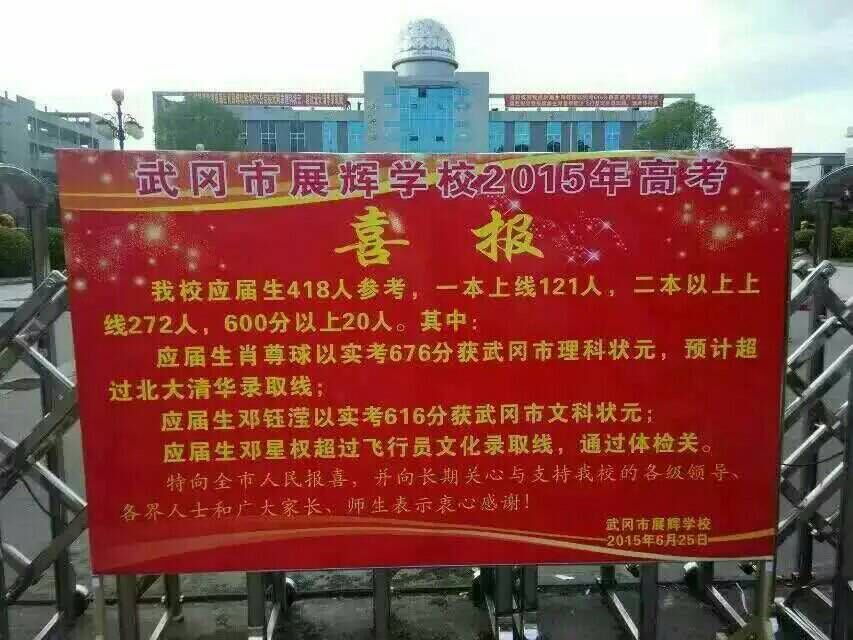 武冈市展辉学校2015年高考
喜报
我校应届生418人参考，一本上线121人，二本以上上
线272人，600分以上20人。其中：
应届生肖尊球以实考676分获武冈市理科状元，预计超
过北大清华录取线；
应届生邓钰滢以实考616分获武冈市文科状元；
应届生邓星权超过飞行员文化录取线，通过体检关。
特向全市人民报喜，并向长期关心与支持我校的各级领导、
各界人士和广大家长、师生表示衷心感谢！
武冈市展辉学校
2015年6月25日